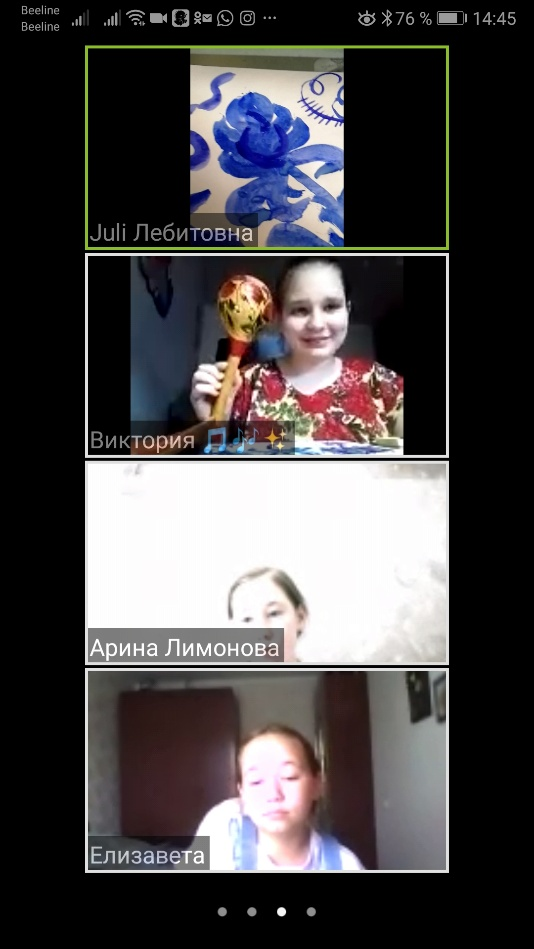 Beeline
Beeline
76 %
14:45
Juli Лебитовна
Виктория 🎵🎶✨
Арина Лимонова
Елизавета